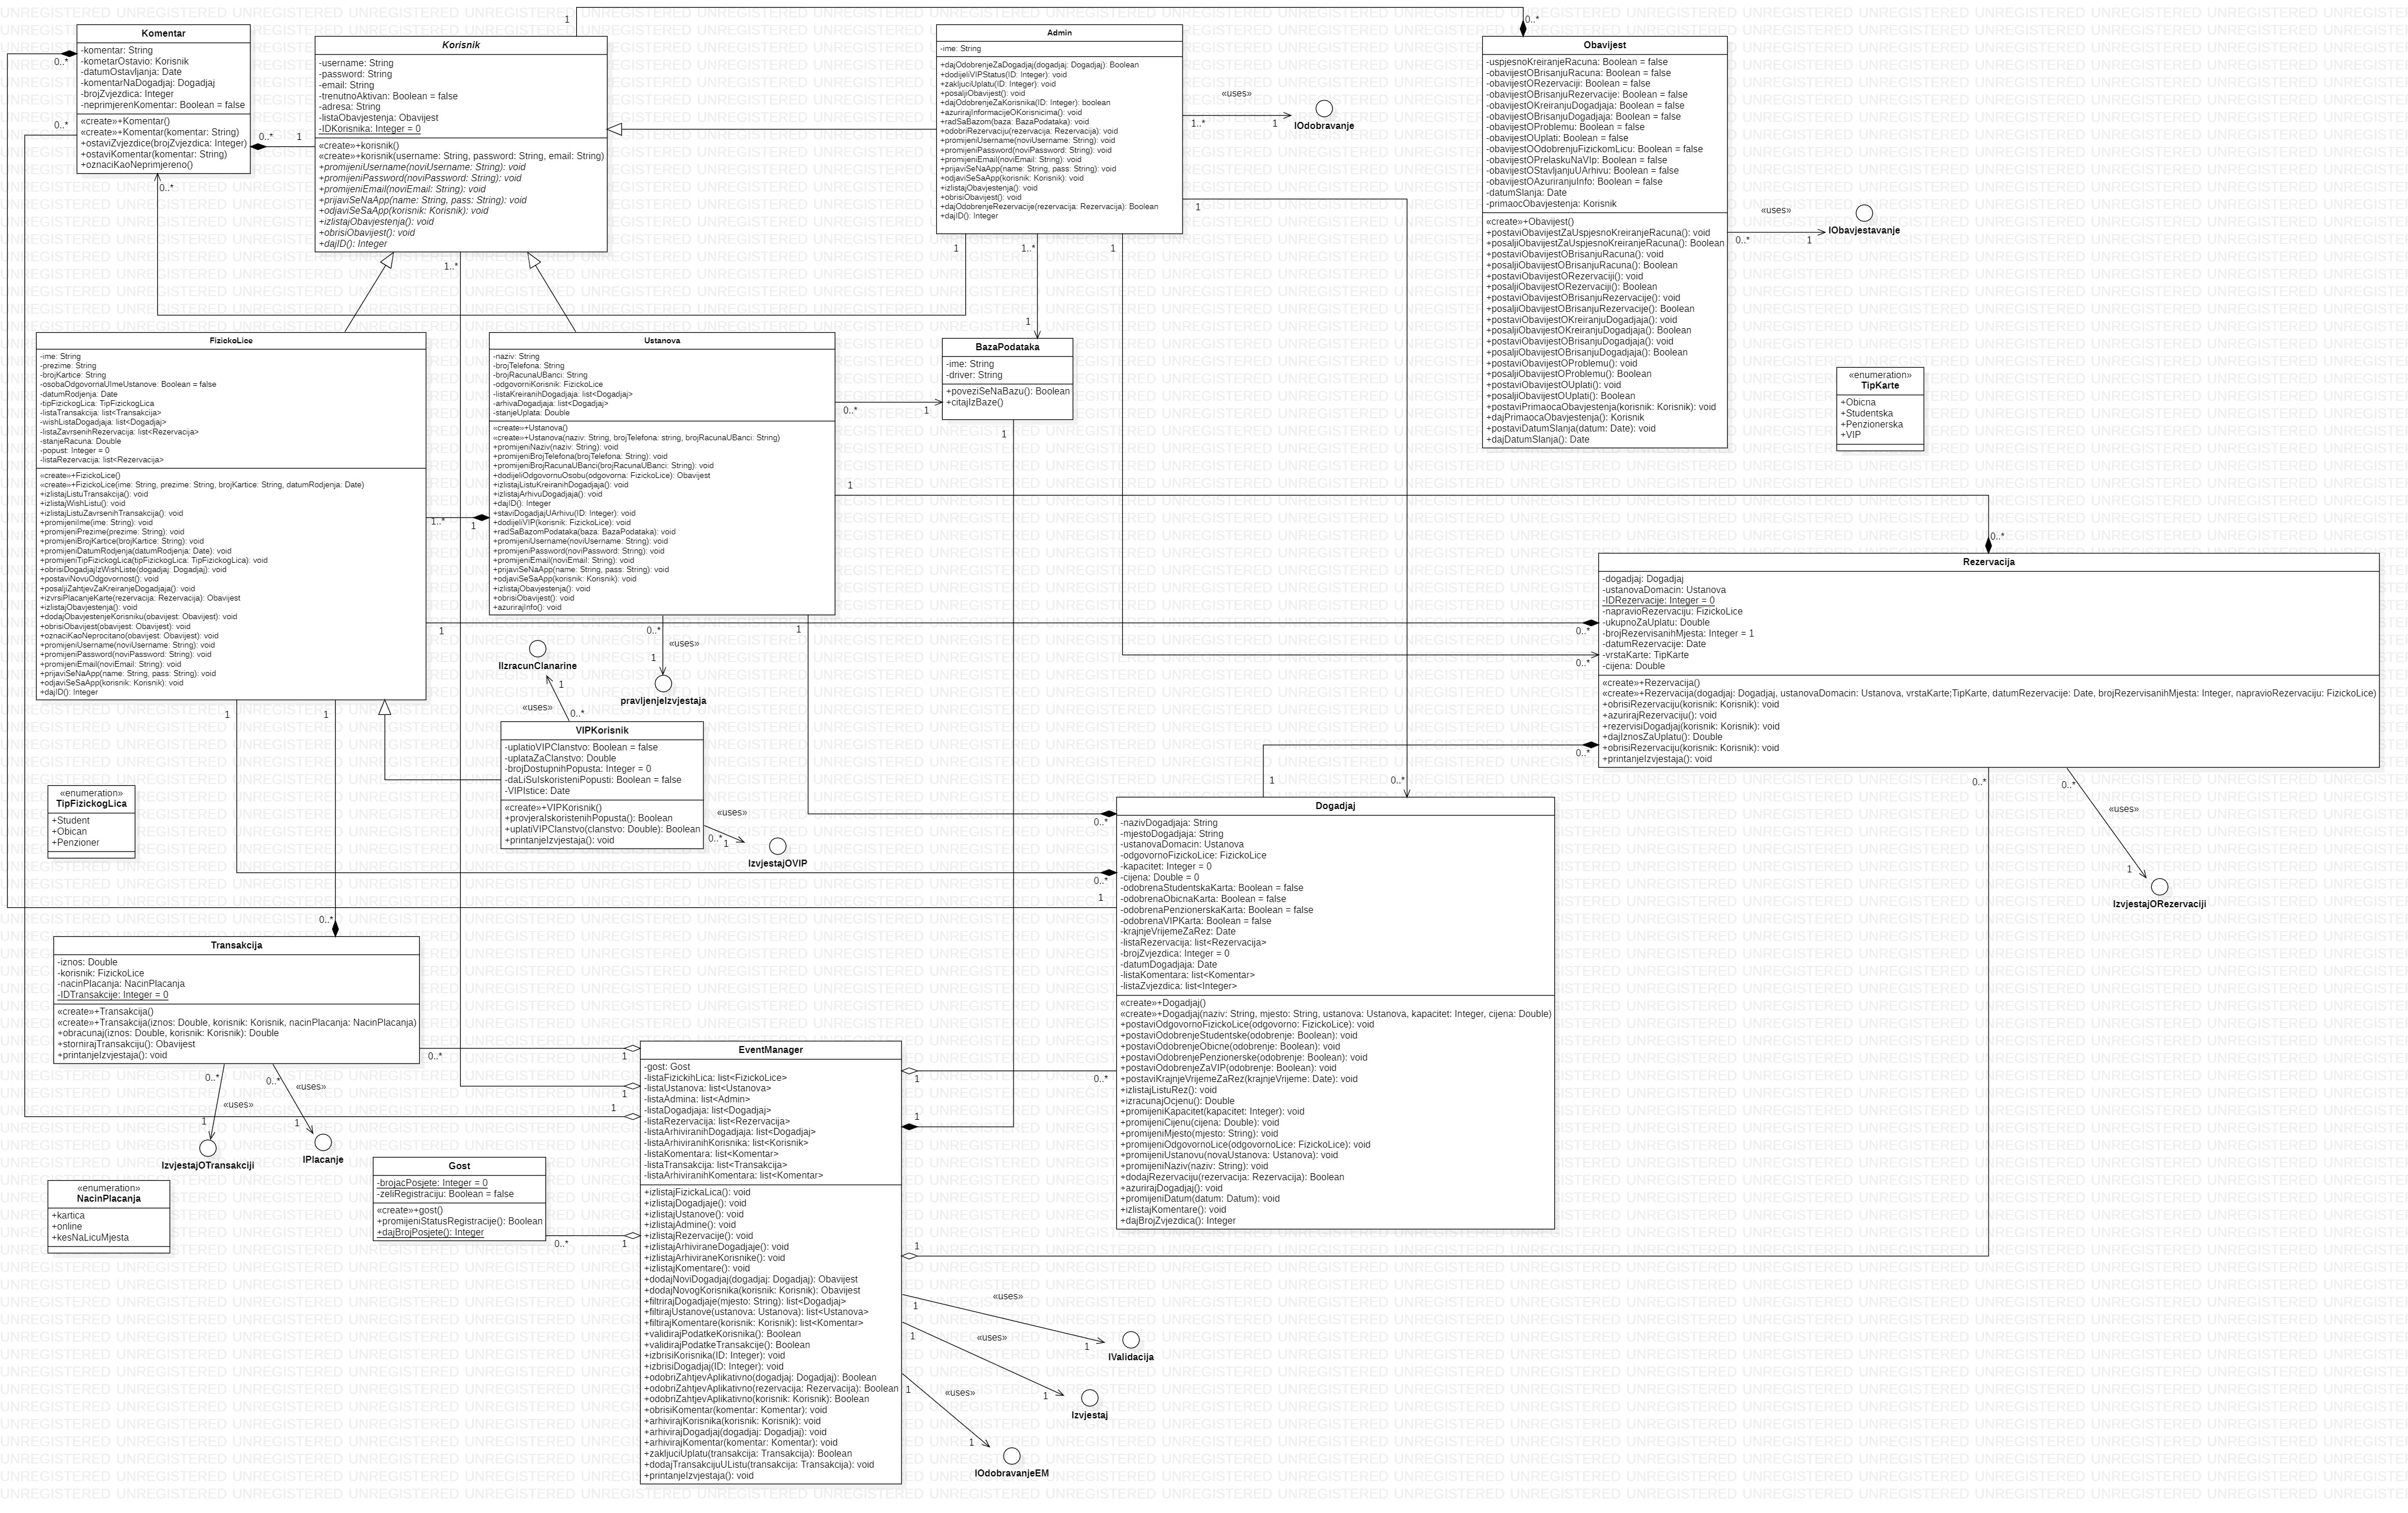 Komentar
-komentar: String
-kometarOstavio: Korisnik
-datumOstavljanja: Date
-komentarNaDogadjaj: Dogadjaj
-brojZvjezdica: Integer
-neprimjerenKomentar: Boolean = false
«create»+Komentar()
«create»+Komentar(komentar: String)
+ostaviZvjezdice(brojZvjezdica: Integer)
+ostaviKomentar(komentar: String)
+oznaciKaoNeprimjereno()
Korisnik
-username: String
-password: String
-email: String
-trenutnoAktivan: Boolean = false
-adresa: String
-listaObavjestenja: Obavijest
-IDKorisnika: Integer = 0
«create»+korisnik()
«create»+korisnik(username: String, password: String, email: String)
+promijeniUsername(noviUsername: String): void
+promijeniPassword(noviPassword: String): void
+promijeniEmail(noviEmail: String): void
+prijaviSeNaApp(name: String, pass: String): void
+odjaviSeSaApp(korisnik: Korisnik): void
+izlistajObavjestenja(): void
+obrisiObavijest(): void
+dajID(): Integer
Admin
-ime: String
+dajOdobrenjeZaDogadjaj(dogadjaj: Dogadjaj): Boolean
+dodijeliVIPStatus(ID: Integer): void
+zakljuciUplatu(ID: Integer): void
+posaljiObavijest(): void
+dajOdobrenjeZaKorisnika(ID: Integer): boolean
+azurirajInformacijeOKorisnicima(): void
+radSaBazom(baza: BazaPodataka): void
+odobriRezervaciju(rezervacija: Rezervacija): void
+promijeniUsername(noviUsername: String): void
+promijeniPassword(noviPassword: String): void
+promijeniEmail(noviEmail: String): void
+prijaviSeNaApp(name: String, pass: String): void
+odjaviSeSaApp(korisnik: Korisnik): void
+izlistajObavjestenja(): void
+obrisiObavijest(): void
+dajOdobrenjeRezervacije(rezervacija: Rezervacija): Boolean
+dajID(): Integer
«uses»
1..*
1
IOdobravanje
Obavijest
-uspjesnoKreiranjeRacuna: Boolean = false
-obavijestOBrisanjuRacuna: Boolean = false
-obavijestORezervaciji: Boolean = false
-obavijestOBrisanjuRezervacije: Boolean = false
-obavijestOKreiranjuDogadjaja: Boolean = false
-obavijestOBrisanjuDogadjaja: Boolean = false
-obavijestOProblemu: Boolean = false
-obavijestOUplati: Boolean = false
-obavijestOOdobrenjuFizickomLicu: Boolean = false
-obavijestOPrelaskuNaVIp: Boolean = false
-obavijestOStavljanjuUArhivu: Boolean = false
-obavijestOAzuriranjuInfo: Boolean = false
-datumSlanja: Date
-primaocObavjestenja: Korisnik
«create»+Obavijest()
+postaviObavijestZaUspjesnoKreiranjeRacuna(): void
+posaljiObavijestZaUspjesnoKreiranjeRacuna(): Boolean
+postaviObavijestOBrisanjuRacuna(): void
+posaljiObavijestOBrisanjuRacuna(): Boolean
+postaviObavijestORezervaciji(): void
+posaljiObavijestORezervaciji(): Boolean
+postaviObavijestOBrisanjuRezervacije(): void
+posaljiObavijestOBrisanjuRezervacije(): Boolean
+postaviObavijestOKreiranjuDogadjaja(): void
+posaljiObavijestOKreiranjuDogadjaja(): Boolean
+postaviObavijestOBrisanjuDogadjaja(): void
+posaljiObavijestOBrisanjuDogadjaja(): Boolean
+postaviObavijestOProblemu(): void
+posaljiObavijestOProblemu(): Boolean
+postaviObavijestOUplati(): void
+posaljiObavijestOUplati(): Boolean
+postaviPrimaocaObavjestenja(korisnik: Korisnik): void
+dajPrimaocaObavjestenja(): Korisnik
+postaviDatumSlanja(datum: Date): void
+dajDatumSlanja(): Date
«uses»
0..*
1
IObavjestavanje
«enumeration»
TipKarte
+Obicna
+Studentska
+Penzionerska
+VIP
FizickoLice
-ime: String
-prezime: String
-brojKartice: String
-osobaOdgovornaUImeUstanove: Boolean = false
-datumRodjenja: Date
-tipFizickogLica: TipFizickogLica
-listaTransakcija: list<Transakcija>
-wishListaDogadjaja: list<Dogadjaj>
-listaZavrsenihRezervacija: list<Rezervacija>
-stanjeRacuna: Double
-popust: Integer = 0
-listaRezervacija: list<Rezervacija>
«create»+FizickoLice()
«create»+FizickoLice(ime: String, prezime: String, brojKartice: String, datumRodjenja: Date)
+izlistajListuTransakcija(): void
+izlistajWishListu(): void
+izlistajListuZavrsenihTransakcija(): void
+promijeniIme(ime: String): void
+promijeniPrezime(prezime: String): void
+promijeniBrojKartice(brojKartice: String): void
+promijeniDatumRodjenja(datumRodjenja: Date): void
+promijeniTipFizickogLica(tipFizickogLica: TipFizickogLica): void
+obrisiDogadjajIzWishListe(dogadjaj: Dogadjaj): void
+postaviNovuOdgovornost(): void
+posaljiZahtjevZaKreiranjeDogadjaja(): void
+izvrsiPlacanjeKarte(rezervacija: Rezervacija): Obavijest
+izlistajObavjestenja(): void
+dodajObavjestenjeKorisniku(obavijest: Obavijest): void
+obrisiObavijest(obavijest: Obavijest): void
+oznaciKaoNeprocitano(obavijest: Obavijest): void
+promijeniUsername(noviUsername: String): void
+promijeniPassword(noviPassword: String): void
+promijeniEmail(noviEmail: String): void
+prijaviSeNaApp(name: String, pass: String): void
+odjaviSeSaApp(korisnik: Korisnik): void
+dajID(): Integer
Ustanova
-naziv: String
-brojTelefona: String
-brojRacunaUBanci: String
-odgovorniKorisnik: FizickoLice
-listaKreiranihDogadjaja: list<Dogadjaj>
-arhivaDogadjaja: list<Dogadjaj>
-stanjeUplata: Double
«create»+Ustanova()
«create»+Ustanova(naziv: String, brojTelefona: string, brojRacunaUBanci: String)
+promijeniNaziv(naziv: String): void
+promijeniBrojTelefona(brojTelefona: String): void
+promijeniBrojRacunaUBanci(brojRacunaUBanci: String): void
+dodijeliOdgovornuOsobu(odgovorna: FizickoLice): Obavijest
+izlistajListuKreiranihDogadjaja(): void
+izlistajArhivuDogadjaja(): void
+dajID(): Integer
+staviDogadjajUArhivu(ID: Integer): void
+dodijeliVIP(korisnik: FizickoLice): void
+radSaBazomPodataka(baza: BazaPodataka): void
+promijeniUsername(noviUsername: String): void
+promijeniPassword(noviPassword: String): void
+promijeniEmail(noviEmail: String): void
+prijaviSeNaApp(name: String, pass: String): void
+odjaviSeSaApp(korisnik: Korisnik): void
+izlistajObavjestenja(): void
+obrisiObavijest(): void
+azurirajInfo(): void
BazaPodataka
-ime: String
-driver: String
+poveziSeNaBazu(): Boolean
+citajIzBaze()
Rezervacija
-dogadjaj: Dogadjaj
-ustanovaDomacin: Ustanova
-IDRezervacije: Integer = 0
-napravioRezervaciju: FizickoLice
-ukupnoZaUplatu: Double
-brojRezervisanihMjesta: Integer = 1
-datumRezervacije: Date
-vrstaKarte: TipKarte
-cijena: Double
«create»+Rezervacija()
«create»+Rezervacija(dogadjaj: Dogadjaj, ustanovaDomacin: Ustanova, vrstaKarte;TipKarte, datumRezervacije: Date, brojRezervisanihMjesta: Integer, napravioRezervaciju: FizickoLice)
+obrisiRezervaciju(korisnik: Korisnik): void
+azurirajRezervaciju(): void
+rezervisiDogadjaj(korisnik: Korisnik): void
+dajIznosZaUplatu(): Double
+obrisiRezervaciju(korisnik: Korisnik): void
+printanjeIzvjestaja(): void
IIzracunClanarine
«uses»
pravljenjeIzvjestaja
«uses»
VIPKorisnik
-uplatioVIPClanstvo: Boolean = false
-uplataZaClanstvo: Double
-brojDostupnihPopusta: Integer = 0
-daLiSuIskoristeniPopusti: Boolean = false
-VIPIstice: Date
«create»+VIPKorisnik()
+provjeraIskoristenihPopusta(): Boolean
+uplatiVIPClanstvo(clanstvo: Double): Boolean
+printanjeIzvjestaja(): void
«uses»
0..*
1
IzvjestajOVIP
«enumeration»
TipFizickogLica
+Student
+Obican
+Penzioner
Dogadjaj
-nazivDogadjaja: String
-mjestoDogadjaja: String
-ustanovaDomacin: Ustanova
-odgovornoFizickoLice: FizickoLice
-kapacitet: Integer = 0
-cijena: Double = 0
-odobrenaStudentskaKarta: Boolean = false
-odobrenaObicnaKarta: Boolean = false
-odobrenaPenzionerskaKarta: Boolean = false
-odobrenaVIPKarta: Boolean = false
-krajnjeVrijemeZaRez: Date
-listaRezervacija: list<Rezervacija>
-brojZvjezdica: Integer = 0
-datumDogadjaja: Date
-listaKomentara: list<Komentar>
-listaZvjezdica: list<Integer>
«create»+Dogadjaj()
«create»+Dogadjaj(naziv: String, mjesto: String, ustanova: Ustanova, kapacitet: Integer, cijena: Double)
+postaviOdgovornoFizickoLice(odgovorno: FizickoLice): void
+postaviOdobrenjeStudentske(odobrenje: Boolean): void
+postaviOdobrenjeObicne(odobrenje: Boolean): void
+postaviOdobrenjePenzionerske(odobrenje: Boolean): void
+postaviOdobrenjeZaVIP(odobrenje: Boolean): void
+postaviKrajnjeVrijemeZaRez(krajnjeVrijeme: Date): void
+izlistajListuRez(): void
+izracunajOcjenu(): Double
+promijeniKapacitet(kapacitet: Integer): void
+promijeniCijenu(cijena: Double): void
+promijeniMjesto(mjesto: String): void
+promijeniOdgovornoLice(odgovornoLice: FizickoLice): void
+promijeniUstanovu(novaUstanova: Ustanova): void
+promijeniNaziv(naziv: String): void
+dodajRezervaciju(rezervacija: Rezervacija): Boolean
+azurirajDogadjaj(): void
+promijeniDatum(datum: Datum): void
+izlistajKomentare(): void
+dajBrojZvjezdica(): Integer
«uses»
0..*
1
IzvjestajORezervaciji
Transakcija
-iznos: Double
-korisnik: FizickoLice
-nacinPlacanja: NacinPlacanja
-IDTransakcije: Integer = 0
«create»+Transakcija()
«create»+Transakcija(iznos: Double, korisnik: Korisnik, nacinPlacanja: NacinPlacanja)
+obracunaj(iznos: Double, korisnik: Korisnik): Double
+stornirajTransakciju(): Obavijest
+printanjeIzvjestaja(): void
«uses»
«uses»
IzvjestajOTransakciji
IPlacanje
«enumeration»
NacinPlacanja
+kartica
+online
+kesNaLicuMjesta
Gost
-brojacPosjete: Integer = 0
-zeliRegistraciju: Boolean = false
«create»+gost()
+promijeniStatusRegistracije(): Boolean
+dajBrojPosjete(): Integer
EventManager
-gost: Gost
-listaFizickihLica: list<FizickoLice>
-listaUstanova: list<Ustanova>
-listaAdmina: list<Admin>
-listaDogadjaja: list<Dogadjaj>
-listaRezervacija: list<Rezervacija>
-listaArhiviranihDogadjaja: list<Dogadjaj>
-listaArhiviranihKorisnika: list<Korisnik>
-listaKomentara: list<Komentar>
-listaTransakcija: list<Transakcija>
-listaArhiviranihKomentara: list<Komentar>
+izlistajFizickaLica(): void
+izlistajDogadjaje(): void
+izlistajUstanove(): void
+izlistajAdmine(): void
+izlistajRezervacije(): void
+izlistajArhiviraneDogadjaje(): void
+izlistajArhiviraneKorisnike(): void
+izlistajKomentare(): void
+dodajNoviDogadjaj(dogadjaj: Dogadjaj): Obavijest
+dodajNovogKorisnika(korisnik: Korisnik): Obavijest
+filtrirajDogadjaje(mjesto: String): list<Dogadjaj>
+filtirajUstanove(ustanova: Ustanova): list<Ustanova>
+filtirajKomentare(korisnik: Korisnik): list<Komentar>
+validirajPodatkeKorisnika(): Boolean
+validirajPodatkeTransakcije(): Boolean
+izbrisiKorisnika(ID: Integer): void
+izbrisiDogadjaj(ID: Integer): void
+odobriZahtjevAplikativno(dogadjaj: Dogadjaj): Boolean
+odobriZahtjevAplikativno(rezervacija: Rezervacija): Boolean
+odobriZahtjevAplikativno(korisnik: Korisnik): Boolean
+obrisiKomentar(komentar: Komentar): void
+arhivirajKorisnika(korisnik: Korisnik): void
+arhivirajDogadjaj(dogadjaj: Dogadjaj): void
+arhivirajKomentar(komentar: Komentar): void
+zakljuciUplatu(transakcija: Transakcija): Boolean
+dodajTransakcijuUListu(transakcija: Transakcija): void
+printanjeIzvjestaja(): void
«uses»
IValidacija
«uses»
Izvjestaj
«uses»
IOdobravanjeEM